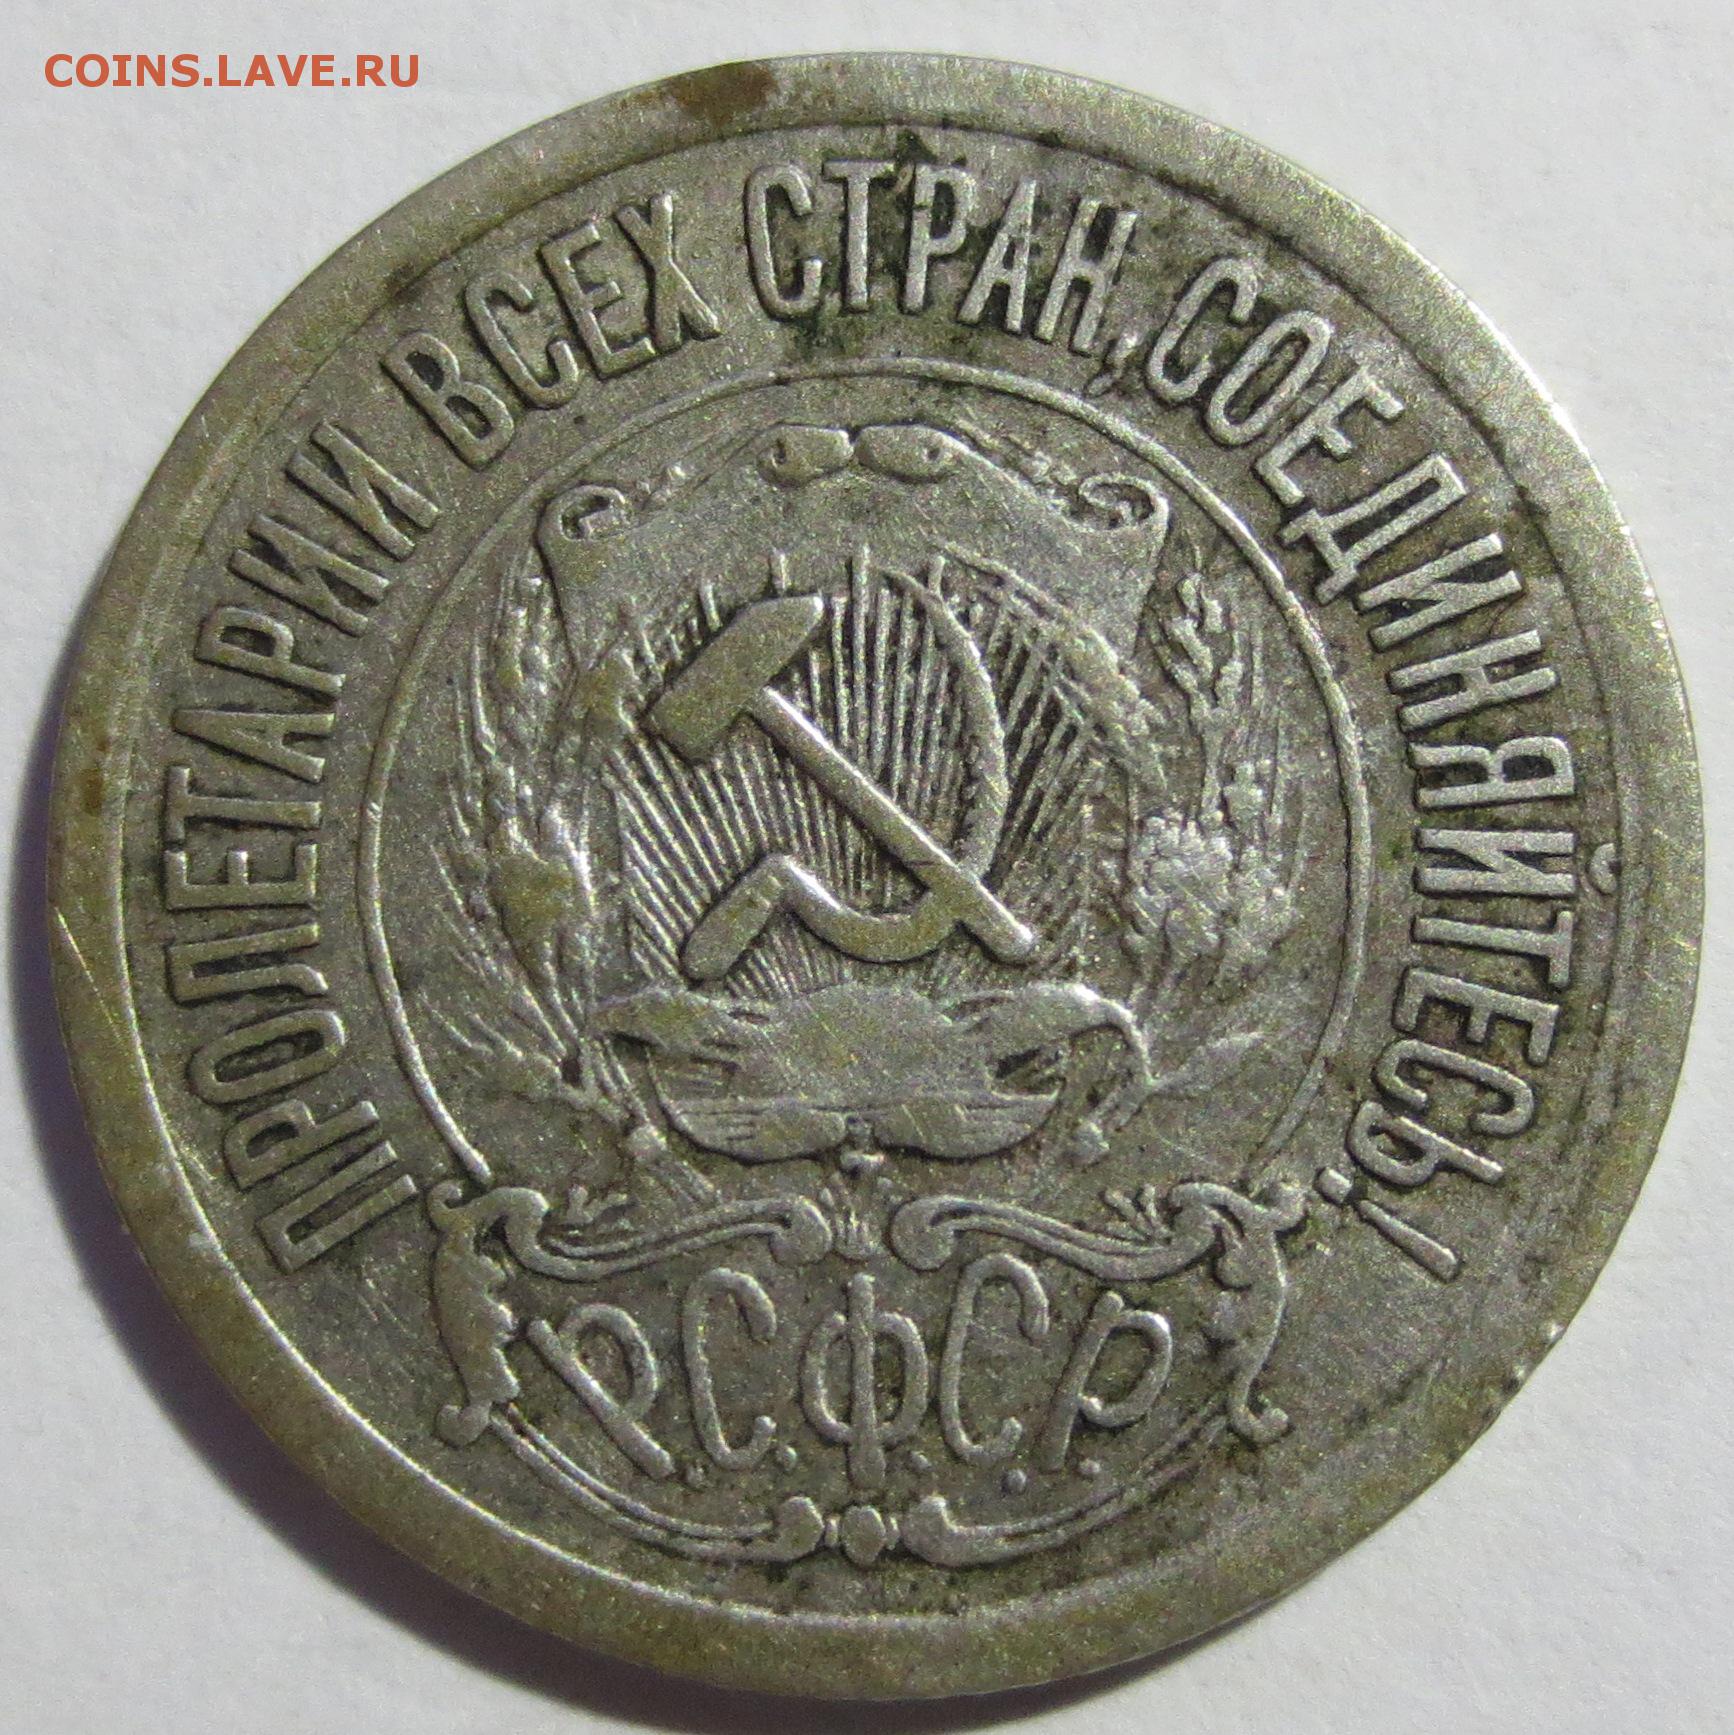 COINS.LAVE.RU
ПРОЛЕТАРИИ ВСЕХ СТРАН, СОЕДИНЯЙТЕСЬ!
Р.С.Ф.С.Р.